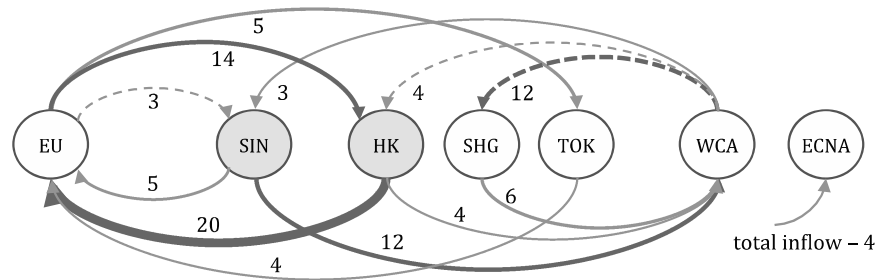 5
14
3
3
4
12
EU
SIN
HK
SHG
TOK
WCA
ECNA
5
20
4
12
4
6
total inflow – 4